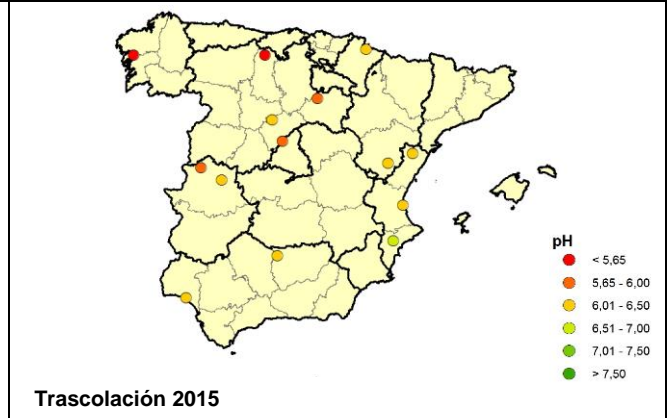 pH
< 5,65
5,65 - 6,00
6,01 - 6,50
6,51 - 7,00
7,01 - 7,50
> 7,50
Trascolación 2015